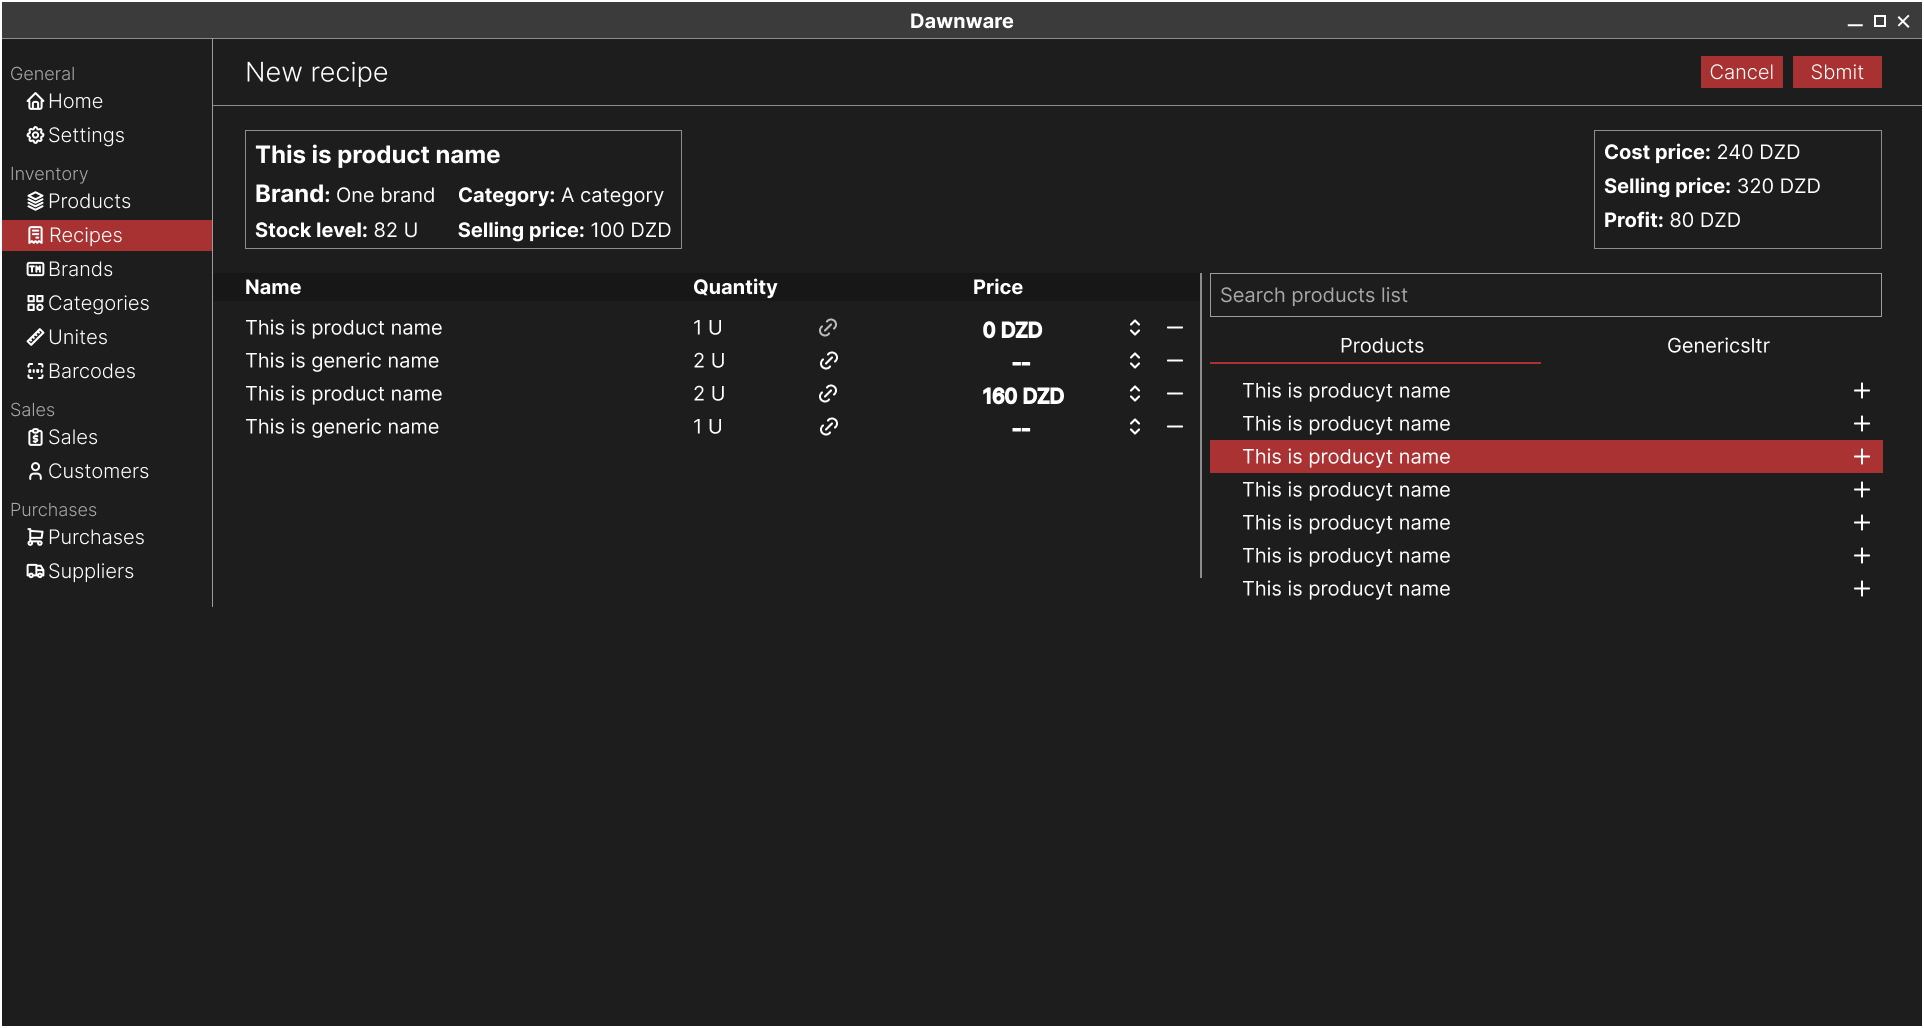 Dawnware
General
Home
Settings
Inventory
Products
Recipes
Brands
Categories
Unites
Barcodes
Sales
Sales
Customers
Purchases
Purchases
Suppliers
New recipe
Cancel Sbmit
This is product name
Brand: One brand Category: A category
Stock level: 82 U Selling price: 100 DZD
Cost price: 240 DZD
Selling price: 320 DZD
Profit: 80 DZD
Name Quantity Price
This is product name 1 U 0 DZD
This is generic name 2 U --
This is product name 2 U 160 DZD
This is generic name 1 U --
Search products list
Products GenericsItr
This is producyt name
This is producyt name
This is producyt name
This is producyt name
This is producyt name
This is producyt name
This is producyt name